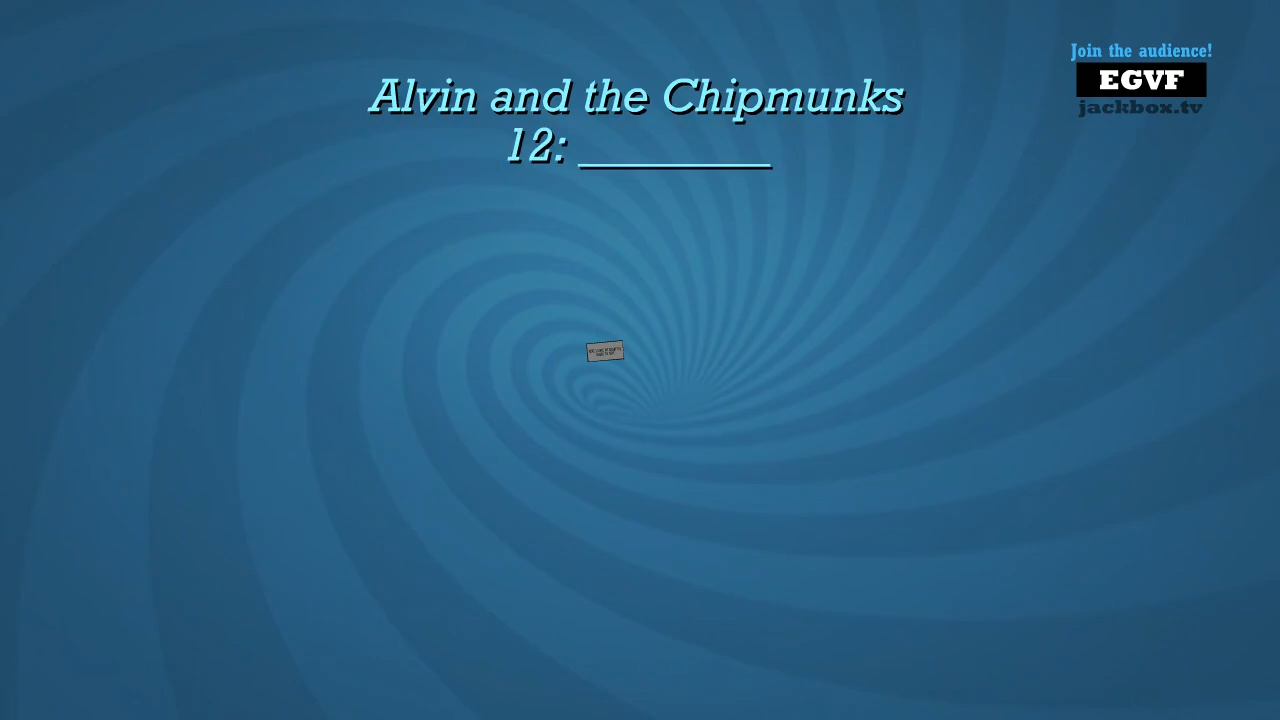 Join the audience!
EGVF
jackbox.tv
Alvin and the Chipmunks
12: ________